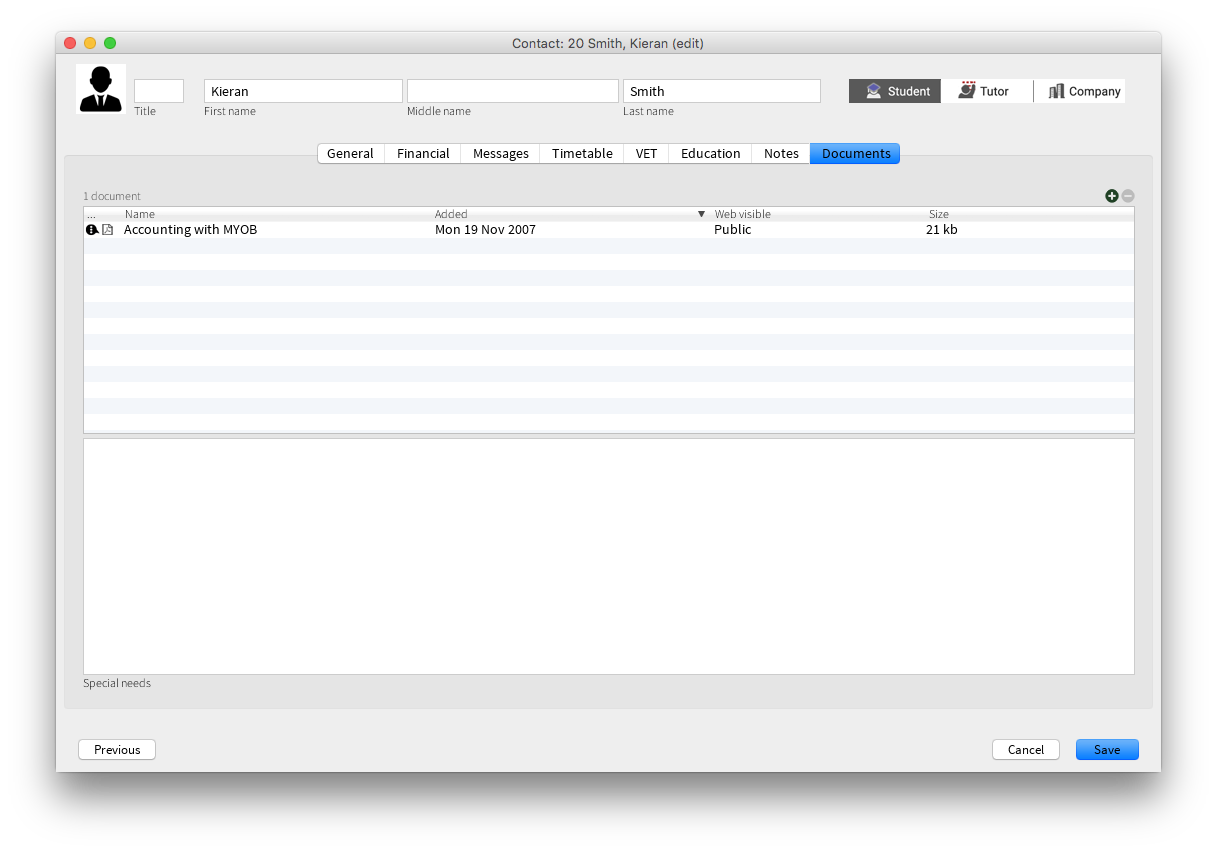 Contact: 20 Smith, Kieran (edit)
Kieran Smith Student Tutor Company
Title First name Middle name Last name
General Financial Messages Timetable VET Education Notes Documents
1 document
... Name Added Web visible Size
Accounting with MYOB Mon 19 Nov 2007 Public 21 kb
Special needs
Previous Cancel Save